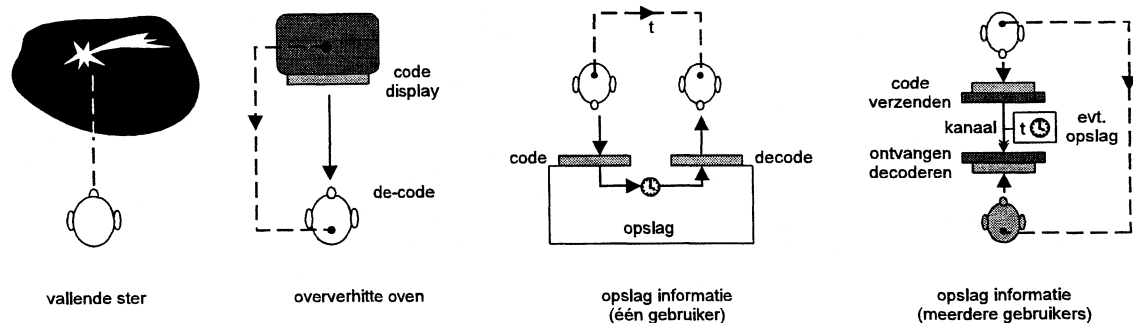 code
display
de-code
vallende ster
oververhitte oven
t
code
decode
opslag
opslag informatie
(één gebruiker)
code
verzenden
kanaal
t
evt.
opslag
ontvangen
decoderen
opslag informatie
(meerdere gebruikers)